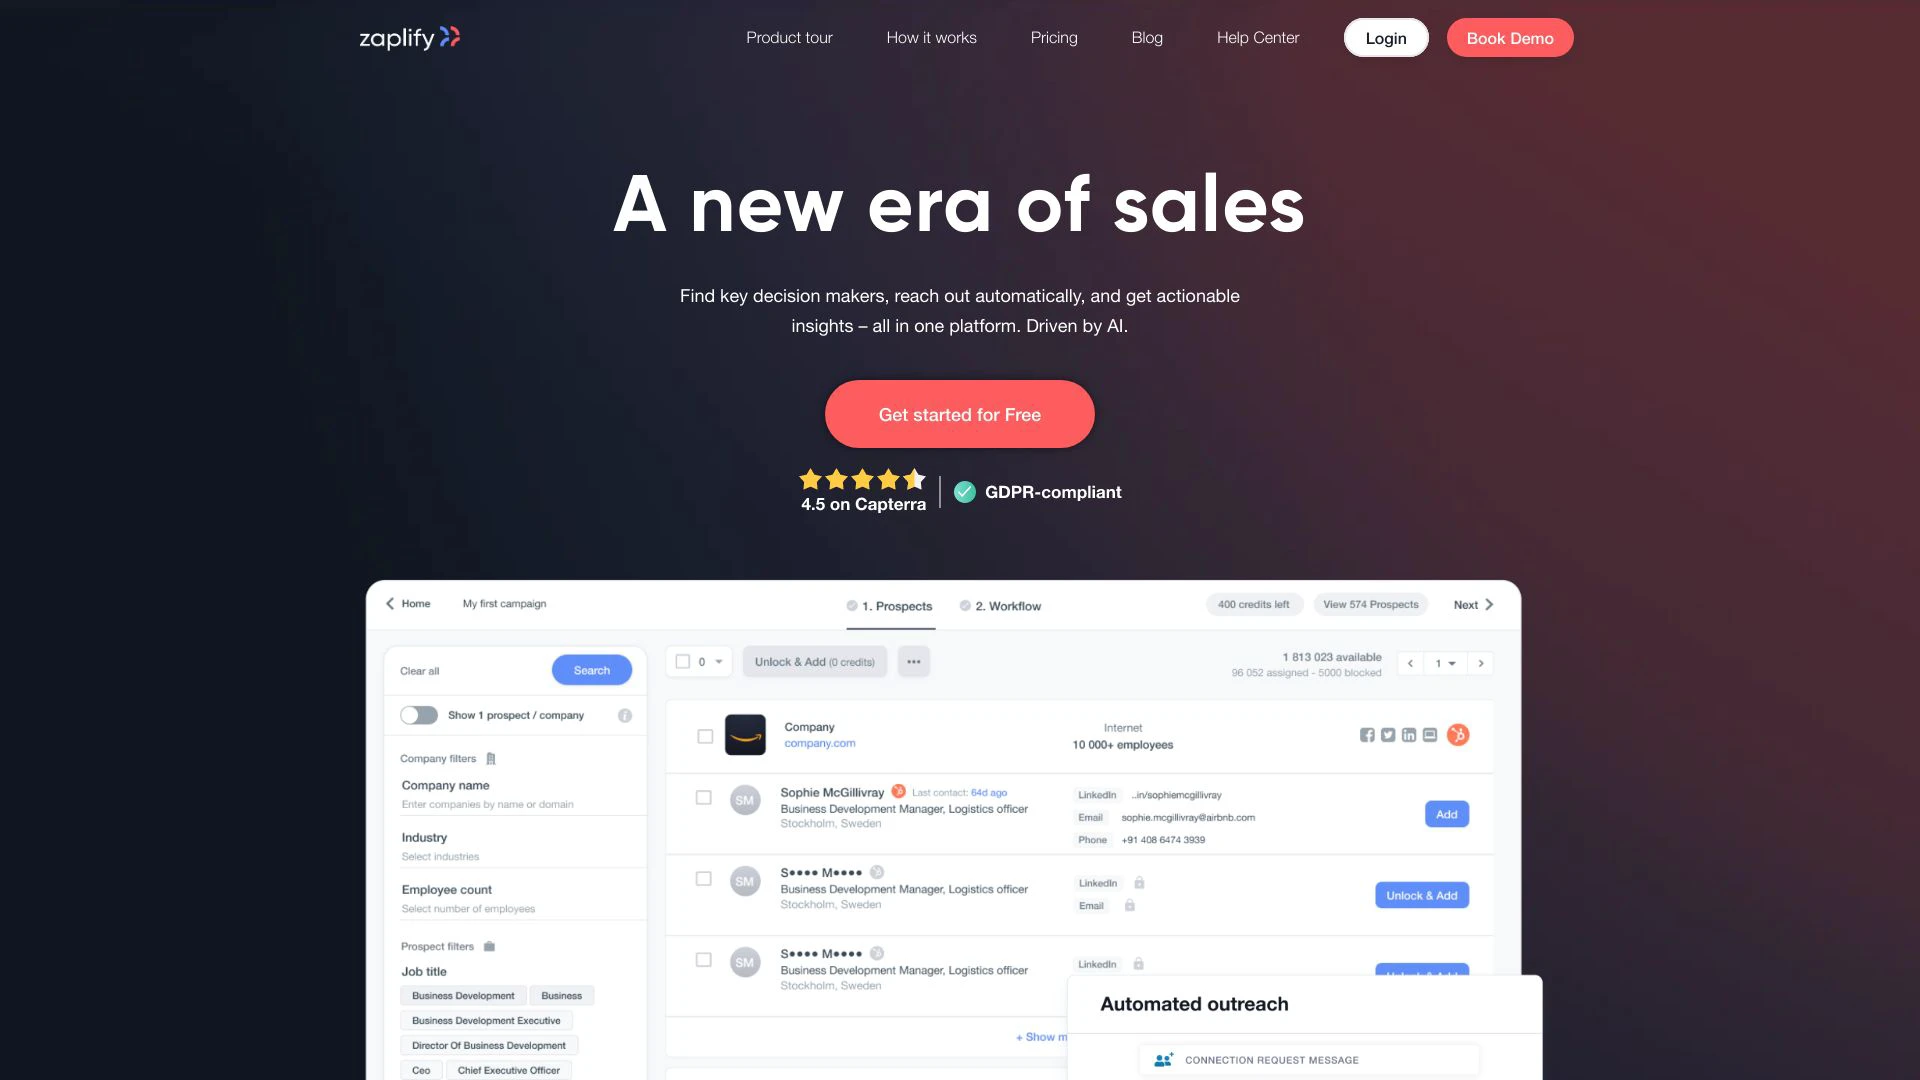 zaplify
Product tour
How it works
Pricing
Blog
Help Center
Login
Book Demo
A new era of sales
Find key decision makers, reach out automatically, and get actionable
insights – all in one platform. Driven by AI.
Get started for Free
4.5 on Capterra
GDPR-compliant
Home
My first campaign
1. Prospects
2. Workflow
400 credits left
View 574 Prospects
Next
Clear all
Search
0
Unlock & Add (0 credits)
1 813 023 available
96 052 assigned - 5000 blocked
1
Show 1 prospect / company
Company filters
Company name
Enter companies by name or domain
Industry
Select industries
Employee count
Select number of employees
Prospect filters
Job title
Business Development
Business
Business Development Executive
Director Of Business Development
Ceo
Chief Executive Officer
Company
company.com
Internet
10 000+ employees
SM
Sophie McGillivray
Last contact: 64d ago
Business Development Manager, Logistics officer
Stockholm, Sweden
LinkedIn ..in/sophiemcgillivray
Email sophie.mcgillivray@airbnb.com
Phone +91 408 6474 3939
Add
SM
S•••• M••••
Business Development Manager, Logistics officer
Stockholm, Sweden
LinkedIn
Email
Unlock & Add
SM
S•••• M••••
Business Development Manager, Logistics officer
Stockholm, Sweden
LinkedIn
+ Show
Automated outreach
CONNECTION REQUEST MESSAGE